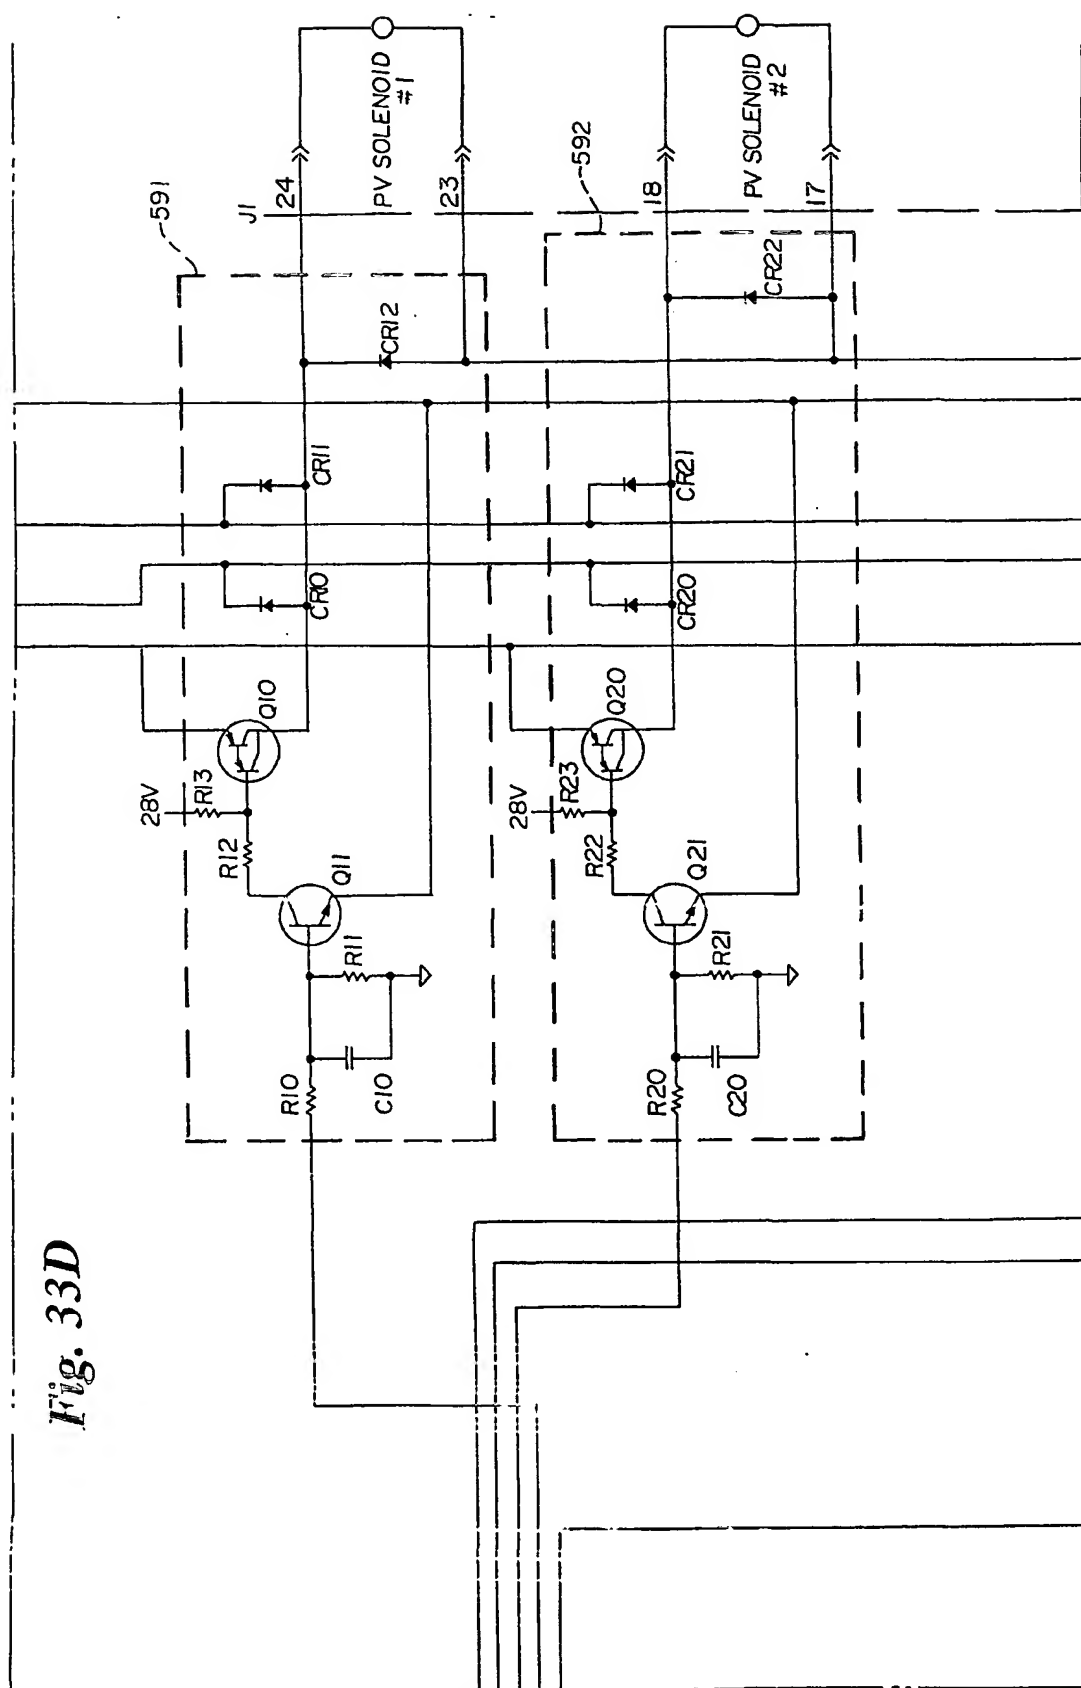 Fig. 33D
591
J1
24
23
PV SOLENOID
#1
CR12
CR11
CR10
Q10
28V
R13
R12
Q11
R11
R10
C10
592
18
17
PV SOLENOID
#2
CR22
CR21
CR20
Q20
28V
R23
R22
Q21
R21
R20
C20